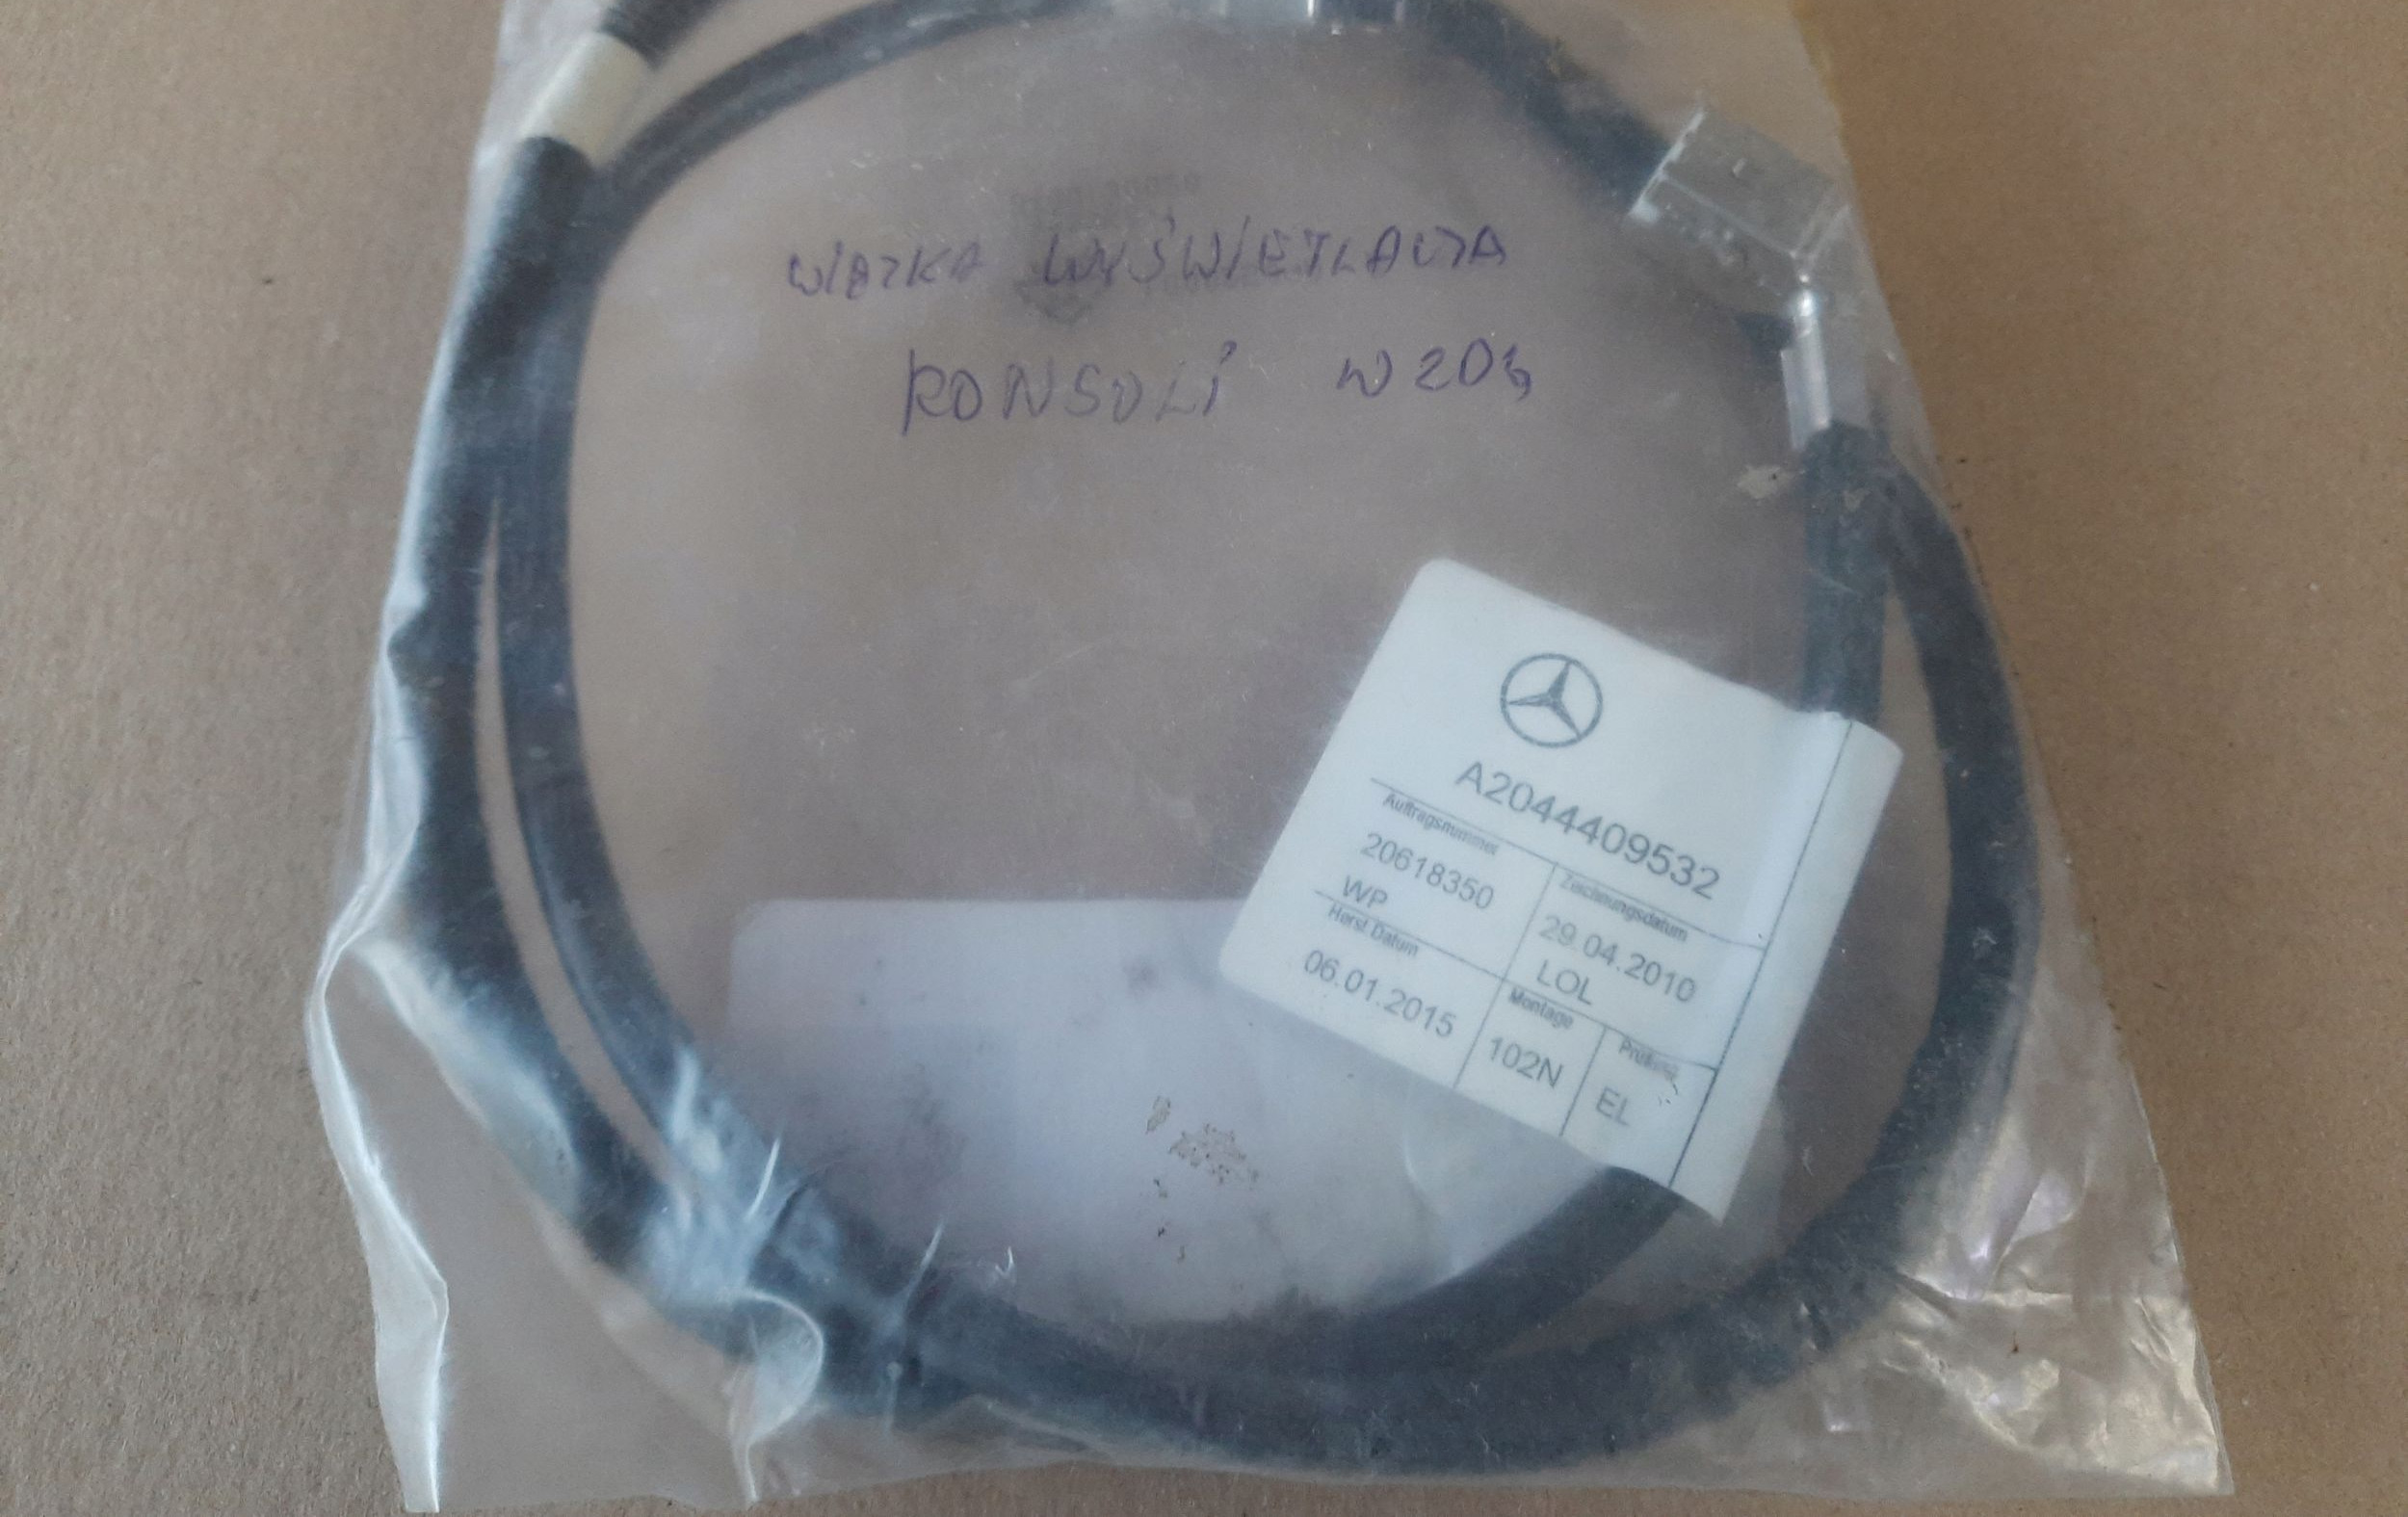 WIĄZKA WYŚWIETLACZA
KONSOLI W204
A2044409532
Auftragsnummer
20618350
WP
Zeichnungsdatum
29.04.2010
LOL
Herst.Datum
06.01.2015
Montage
102N
Prüfung
EL